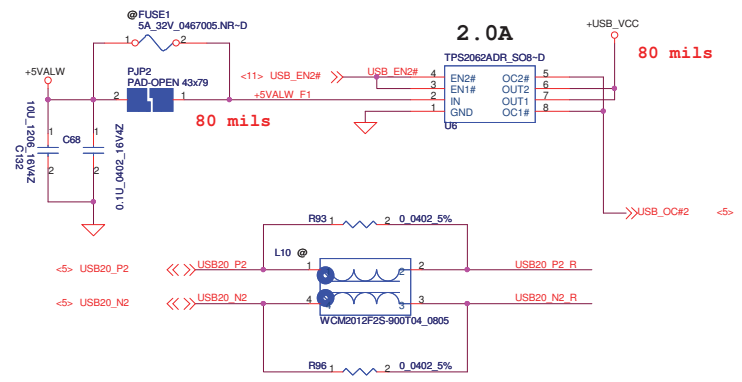 @FUSE1
5A_32V_0467005.NR~D
1
2
+5VALW
PJP2
PAD-OPEN 43x79
2
1
+5VALW_F1
80 mils
10U_1206_16V4Z
C132
1
2
C68
0.1U_0402_16V4Z
1
2
2.0A
TPS2062ADR_SO8~D
<11> USB_EN2#
USB_EN2#
4 EN2# OC2# 5
3 EN1# OUT2 6
2 IN OUT1 7
1 GND OC1# 8
U6
+USB_VCC
80 mils
USB_OC#2 <5>
R93 1 2 0_0402_5%
L10 @
<5> USB20_P2
USB20_P2
1
2
USB20_P2_R
<5> USB20_N2
USB20_N2
4
3
USB20_N2_R
WCM2012F2S-900T04_0805
R96 1 2 0_0402_5%